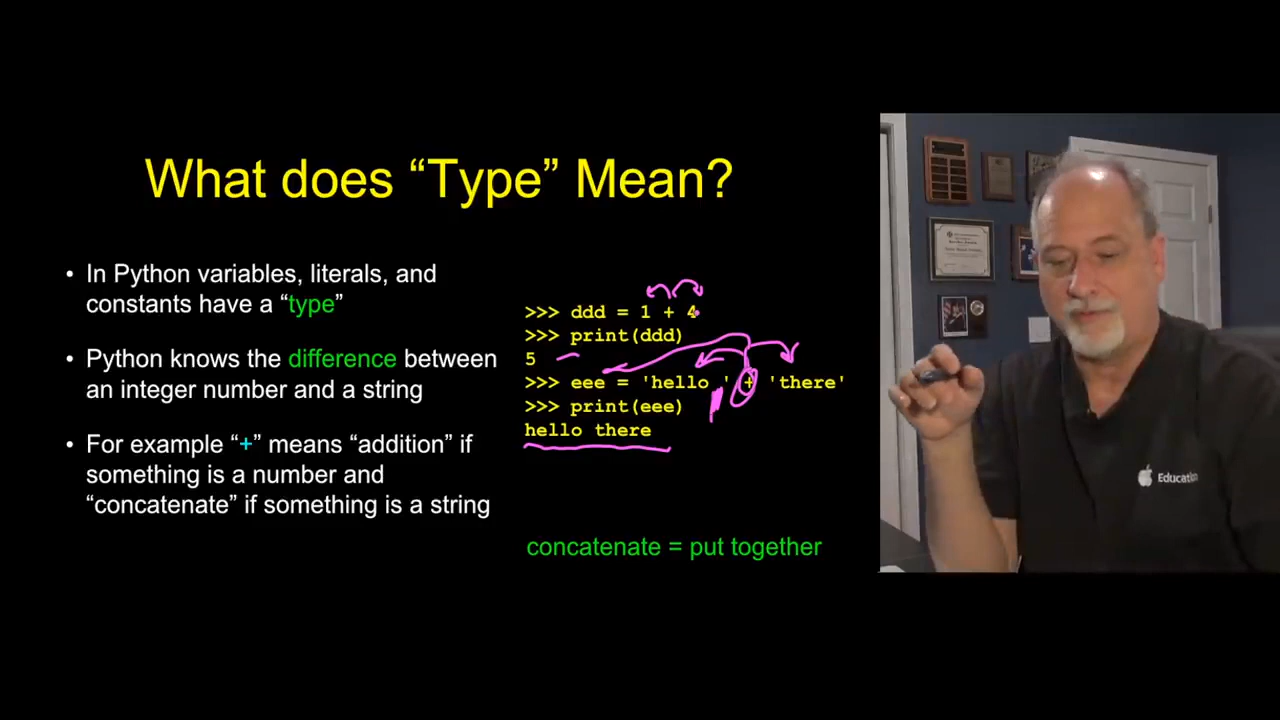 What does “Type” Mean?
• In Python variables, literals, and
constants have a “type”
• Python knows the difference between
an integer number and a string
• For example “+” means “addition” if
something is a number and
“concatenate” if something is a string
>>> ddd = 1 + 4
>>> print(ddd)
5
>>> eee = 'hello ' + 'there'
>>> print(eee)
hello there
concatenate = put together
Education